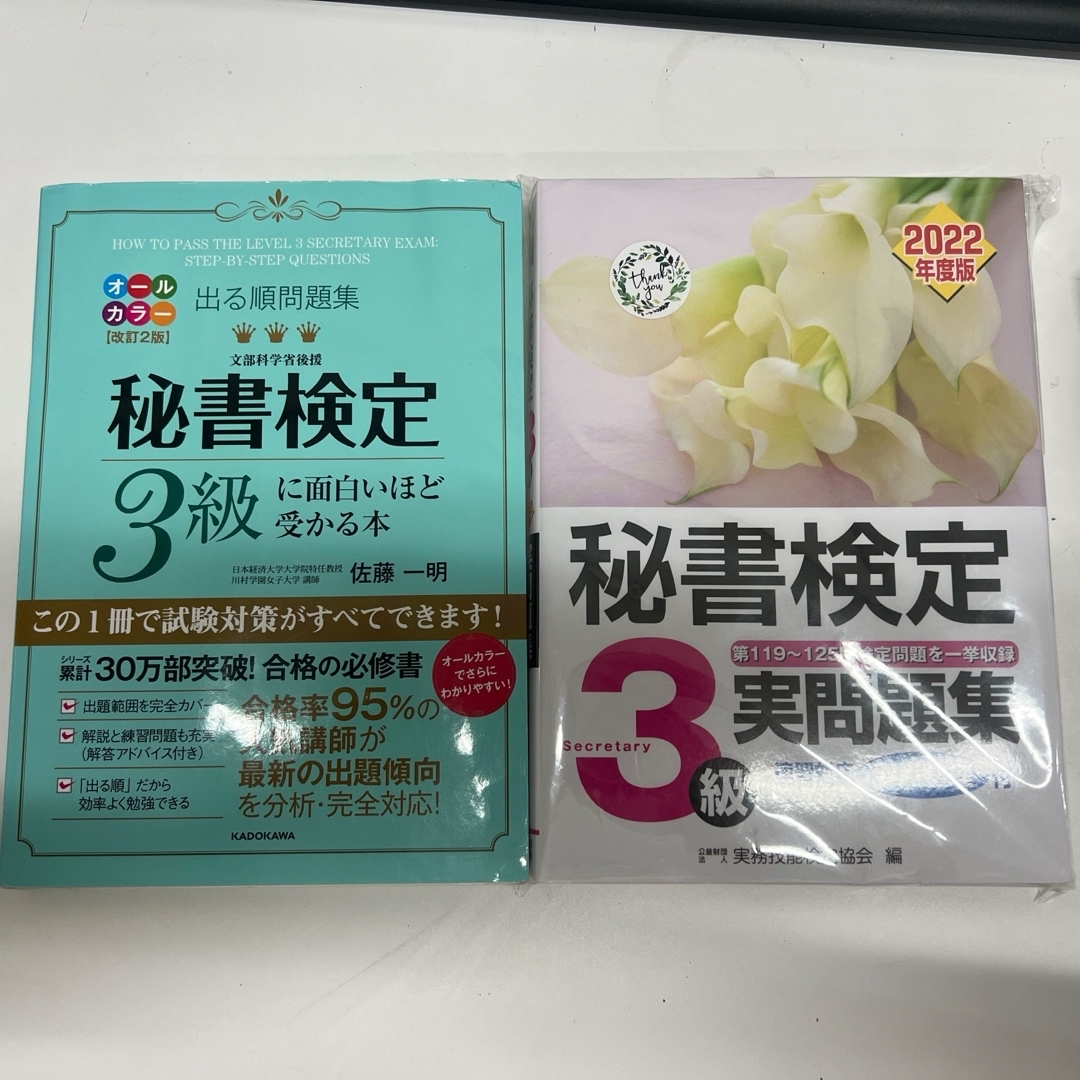 HOW TO PASS THE LEVEL 3 SECRETARY EXAM:
STEP-BY-STEP QUESTIONS
オール
カラー
【改訂2版】
出る順問題集
文部科学省後援
秘書検定
3級
に面白いほど
受かる本
日本経済大学大学院特任教授
川村学園女子大学 講師
佐藤 一明
この1冊で試験対策がすべてできます!
シリーズ
累計30万部突破! 合格の必修書
オールカラー
でさらに
わかりやすい!
出題範囲を完全カバー
解説と練習問題も充実
(解答アドバイス付き)
「出る順」だから
効率よく勉強できる
合格率95%の
講師が
最新の出題傾向
を分析・完全対応!
KADOKAWA
thank
you
2022
年度版
秘書検定
3
Secretary
級
第119〜125回検定問題を一挙収録
実問題集
公益財団
法人
実務技能検定協会 編